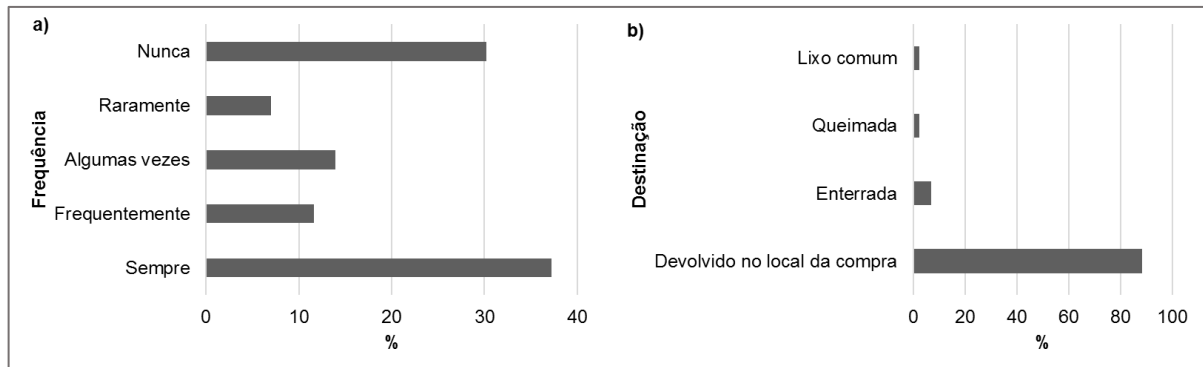 a)
Frequência
Nunca
Raramente
Algumas vezes
Frequentemente
Sempre
0 10 20 30 40
%
b)
Destinação
Lixo comum
Queimada
Enterrada
Devolvido no local da compra
0 20 40 60 80 100
%